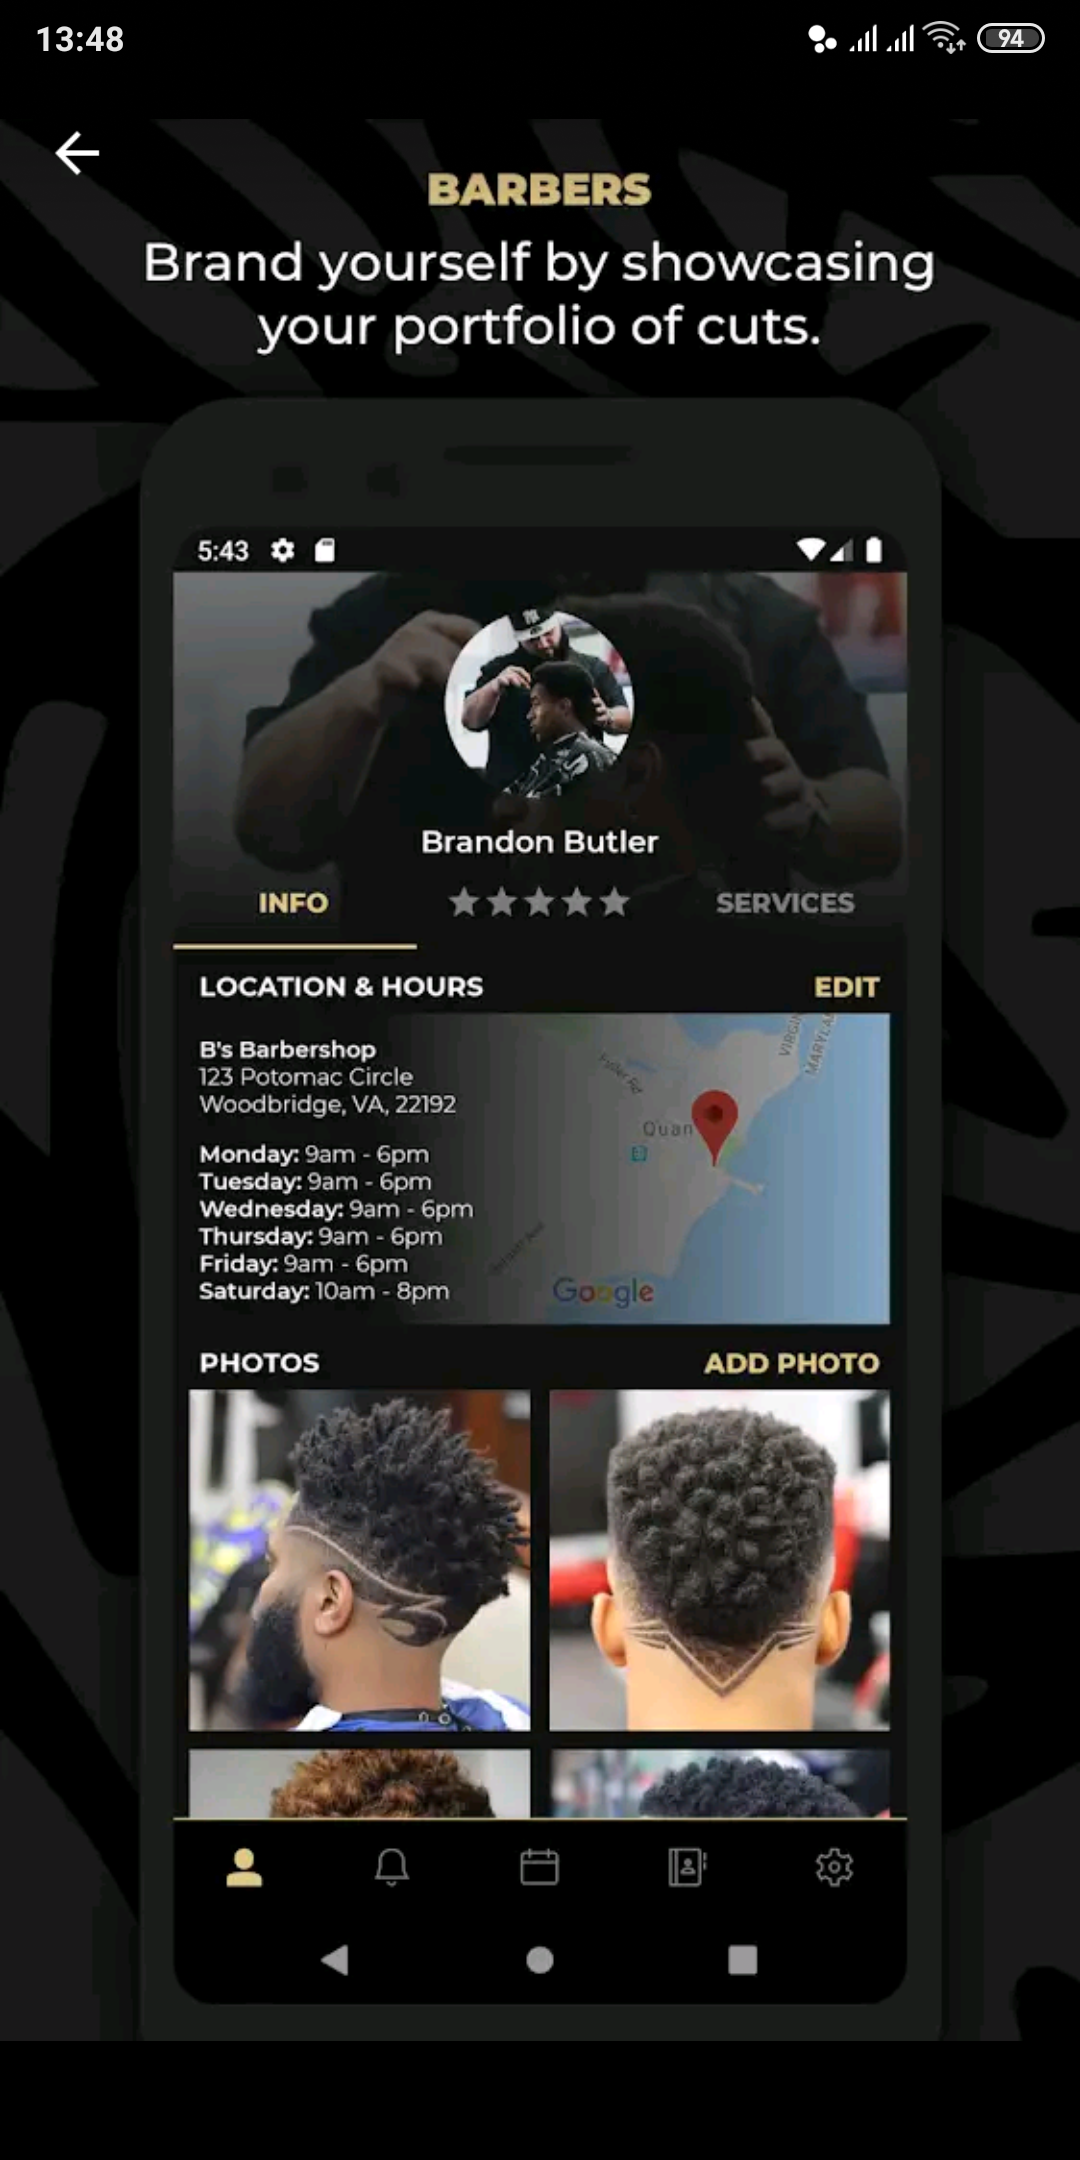 13:48
94
BARBERS
Brand yourself by showcasing
your portfolio of cuts.
5:43
Brandon Butler
INFO
SERVICES
LOCATION & HOURS
EDIT
B's Barbershop
123 Potomac Circle
Woodbridge, VA, 22192
Monday: 9am - 6pm
Tuesday: 9am - 6pm
Wednesday: 9am - 6pm
Thursday: 9am - 6pm
Friday: 9am - 6pm
Saturday: 10am - 8pm
Quan
Google
PHOTOS
ADD PHOTO